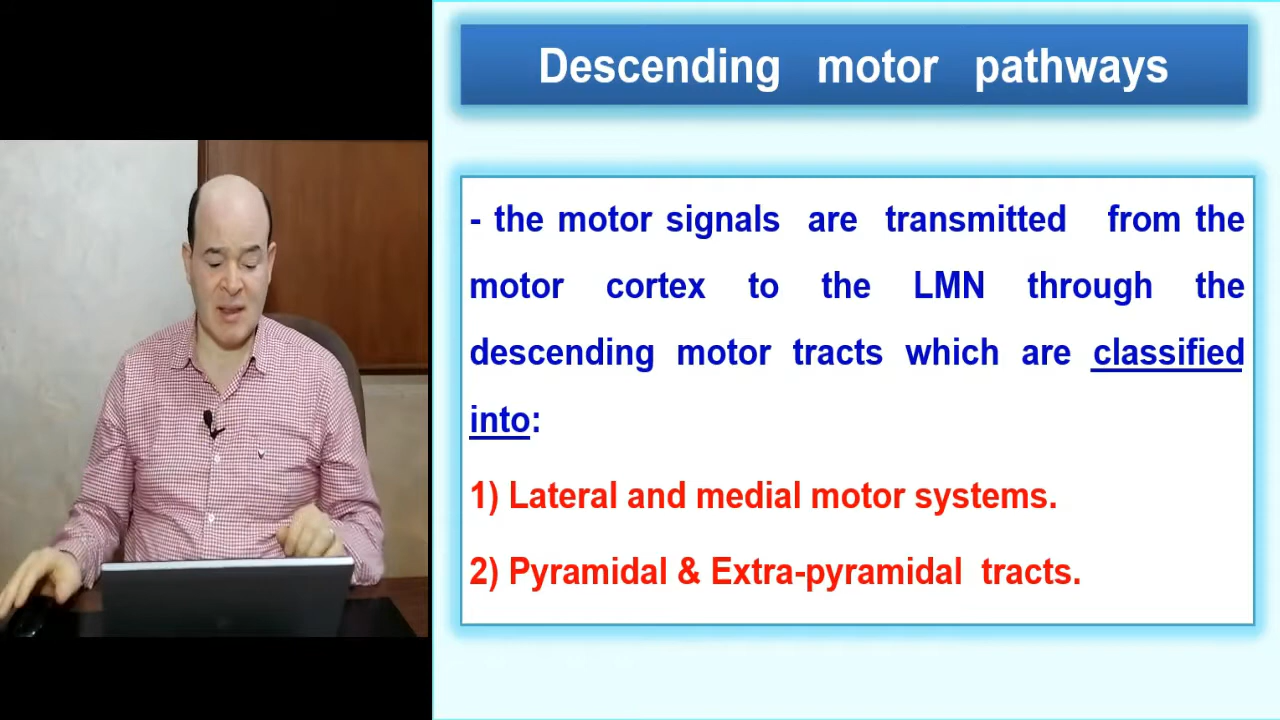 Descending motor pathways
- the motor signals are transmitted from the
motor cortex to the LMN through the
descending motor tracts which are classified
into:
1) Lateral and medial motor systems.
2) Pyramidal & Extra-pyramidal tracts.